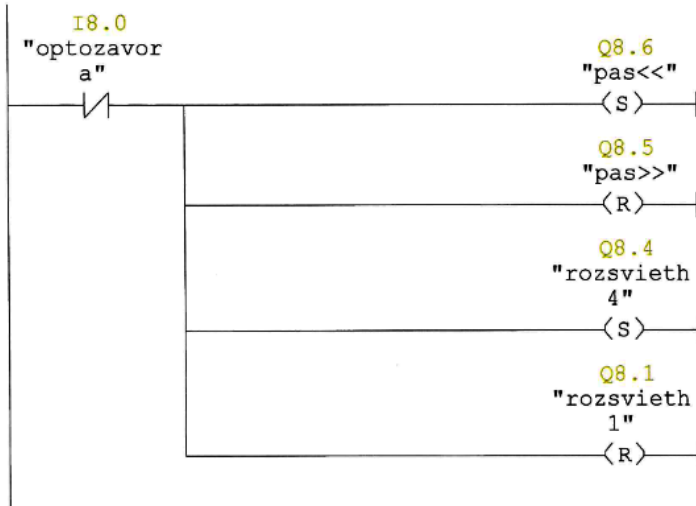 I8.0
"optozavor
a"
Q8.6
"pas<<"
(S)
Q8.5
"pas>>"
(R)
Q8.4
"rozsvieth
4"
(S)
Q8.1
"rozsvieth
1"
(R)